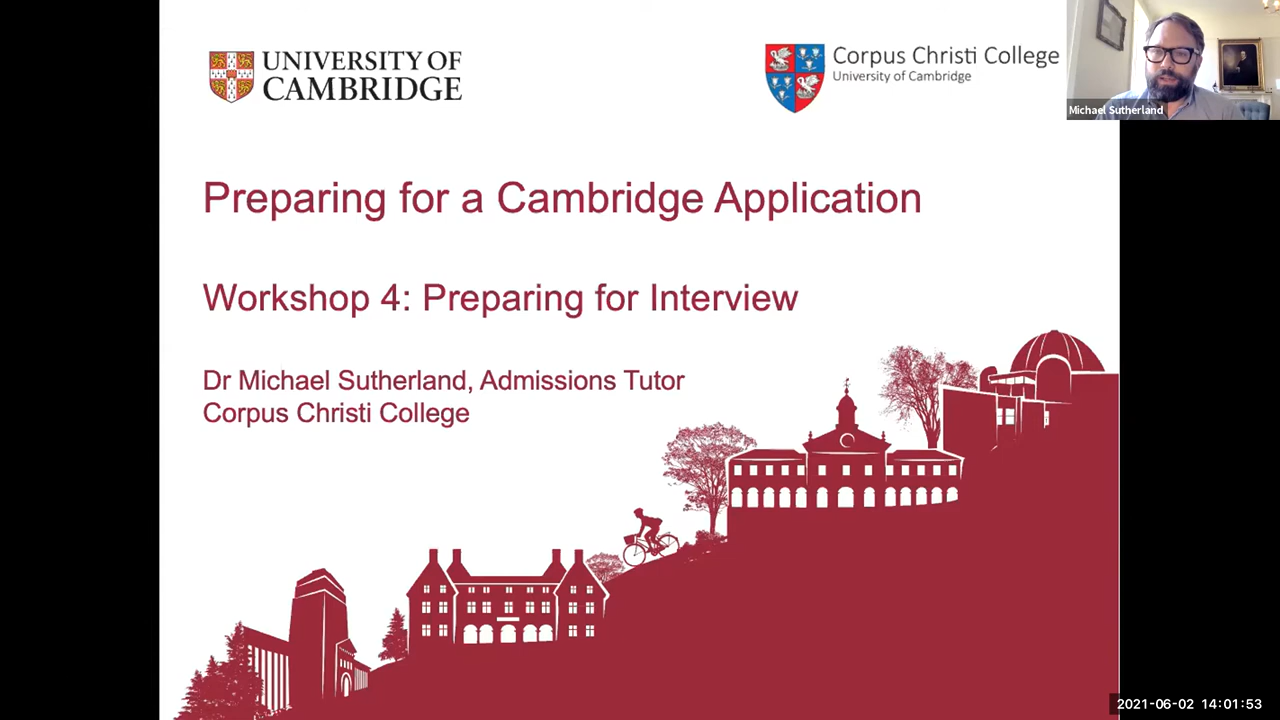 UNIVERSITY OF
CAMBRIDGE
Corpus Christi College
University of Cambridge
Michael Sutherland
Preparing for a Cambridge Application
Workshop 4: Preparing for Interview
Dr Michael Sutherland, Admissions Tutor
Corpus Christi College
2021-06-02 14:01:53